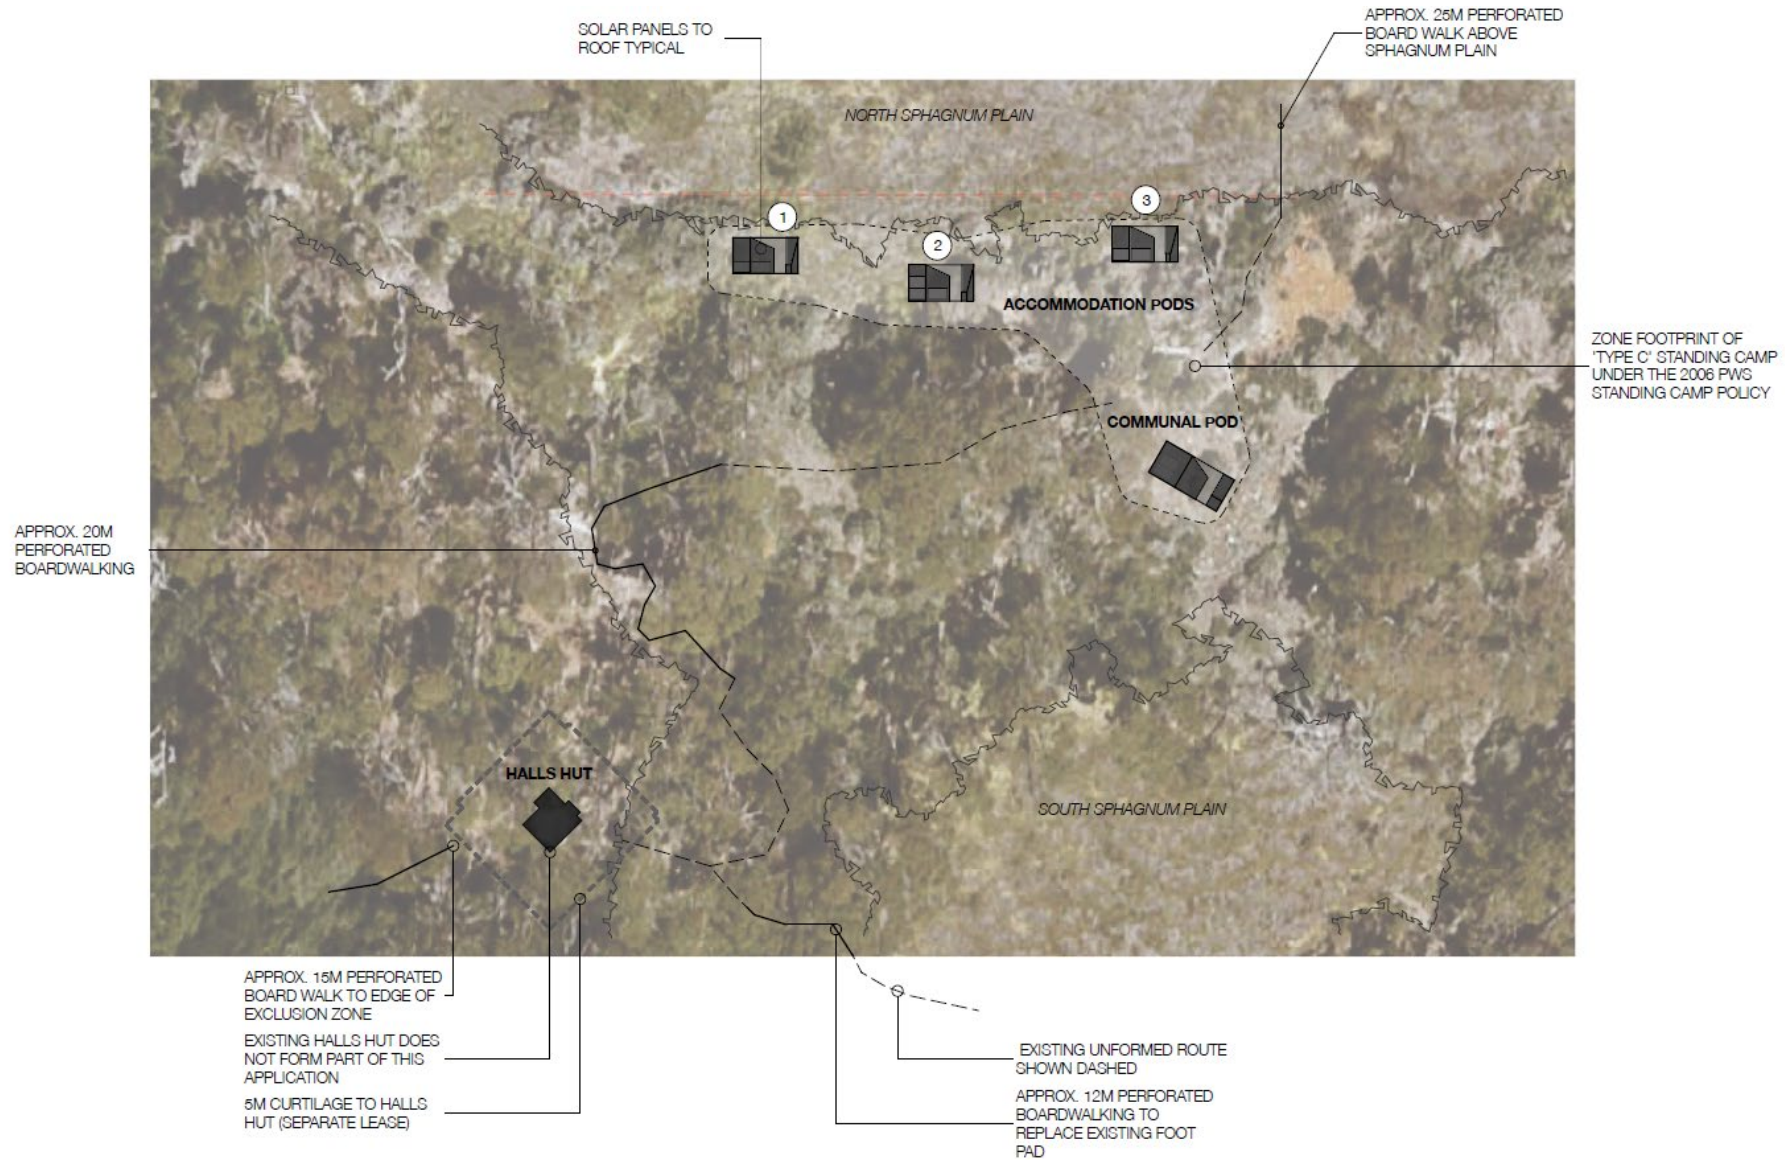 SOLAR PANELS TO
ROOF TYPICAL
APPROX. 25M PERFORATED
BOARD WALK ABOVE
SPHAGNUM PLAIN
NORTH SPHAGNUM PLAIN
1
2
3
ACCOMMODATION PODS
ZONE FOOTPRINT OF
'TYPE C' STANDING CAMP
UNDER THE 2006 PWS
STANDING CAMP POLICY
COMMUNAL POD
APPROX. 20M
PERFORATED
BOARDWALKING
HALLS HUT
SOUTH SPHAGNUM PLAIN
APPROX. 15M PERFORATED
BOARD WALK TO EDGE OF
EXCLUSION ZONE
EXISTING HALLS HUT DOES
NOT FORM PART OF THIS
APPLICATION
5M CURTILAGE TO HALLS
HUT (SEPARATE LEASE)
EXISTING UNFORMED ROUTE
SHOWN DASHED
APPROX. 12M PERFORATED
BOARDWALKING TO
REPLACE EXISTING FOOT
PAD